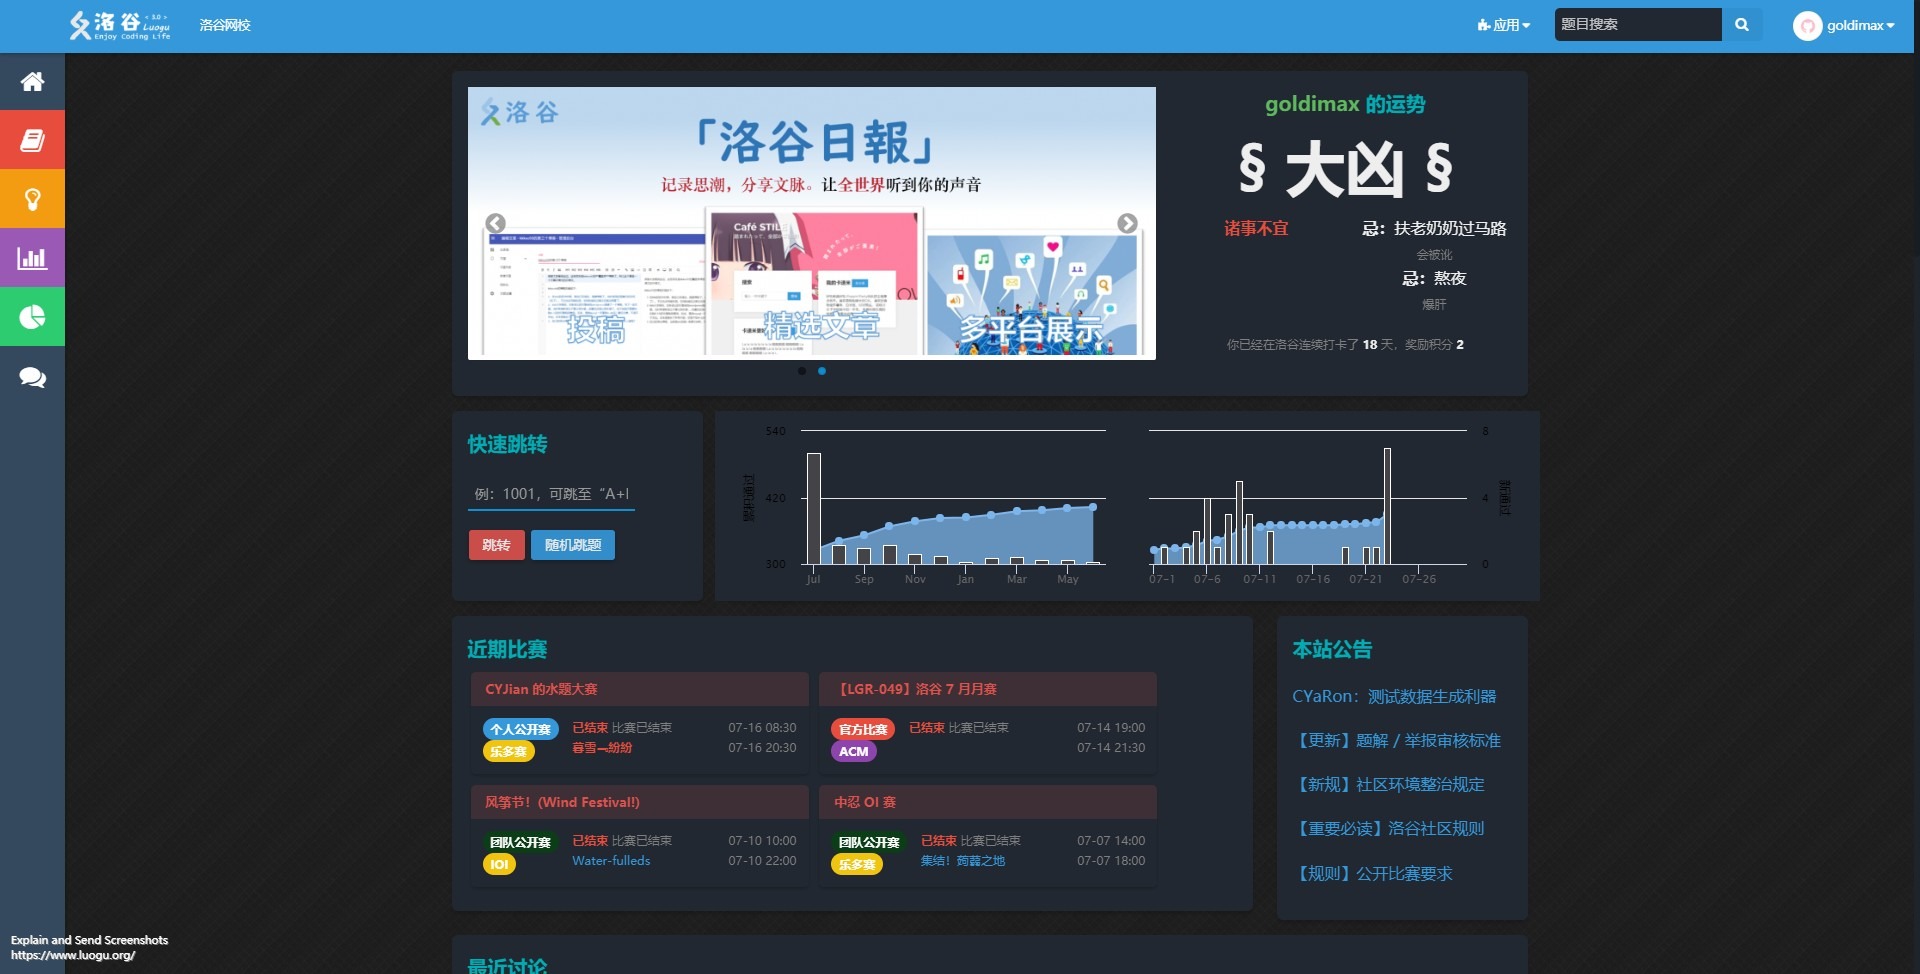 洛谷 < 3.0 > Luogu
Enjoy Coding Life
洛谷网校
应用
题目搜索
goldimax
洛谷
「洛谷日報」
记录思潮，分享文脉。让全世界听到你的声音
Café STILE
投稿
精选文章
多平台展示
goldimax 的运势
§ 大凶 §
诸事不宜
忌：扶老奶奶过马路
会被讹
忌：熬夜
爆肝
你已经在洛谷连续打卡了 18 天，奖励积分 2
快速跳转
例：1001，可跳至“A+I
跳转
随机跳题
540
420
300
Jul Sep Nov Jan Mar May
8
4
0
07-1 07-6 07-11 07-16 07-21 07-26
近期比赛
CYJian 的水题大赛
个人公开赛 已结束 比赛已结束 07-16 08:30
乐多赛 暮雪﹃紛紛 07-16 20:30
【LGR-049】洛谷 7 月月赛
官方比赛 已结束 比赛已结束 07-14 19:00
ACM 07-14 21:30
风筝节！(Wind Festival!)
团队公开赛 已结束 比赛已结束 07-10 10:00
IOI Water-fulleds 07-10 22:00
中忍 OI 赛
团队公开赛 已结束 比赛已结束 07-07 14:00
乐多赛 集结！蒟蒻之地 07-07 18:00
本站公告
CYaRon：测试数据生成利器
【更新】题解 / 举报审核标准
【新规】社区环境整治规定
【重要必读】洛谷社区规则
【规则】公开比赛要求
最近讨论
Explain and Send Screenshots
https://www.luogu.org/